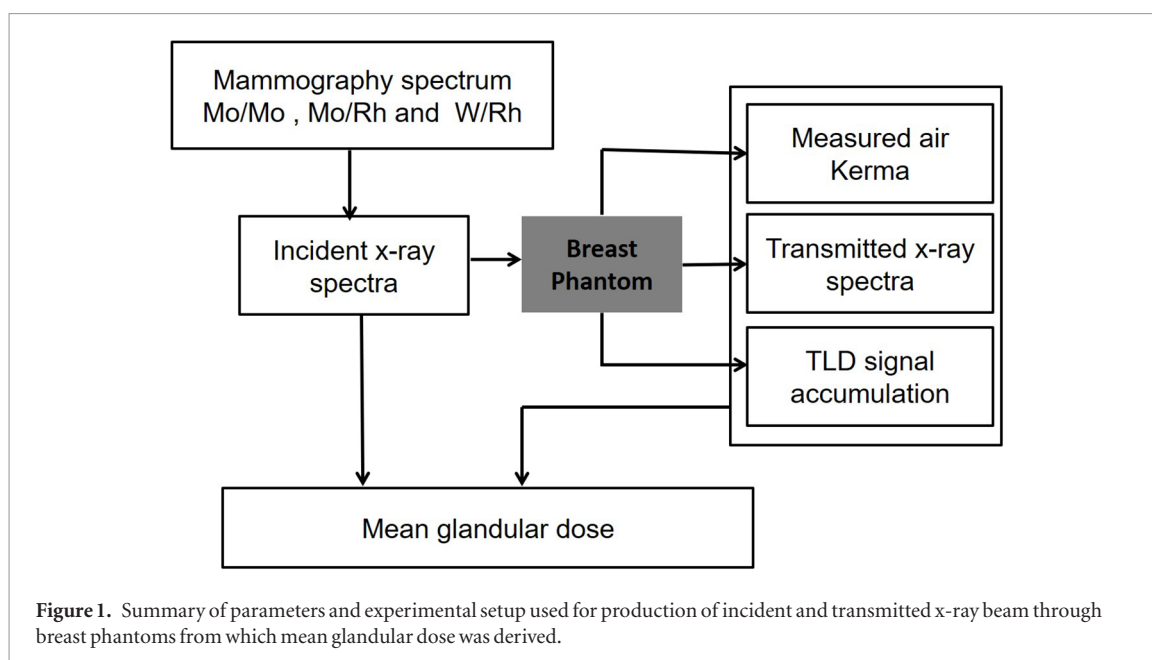 Mammography spectrum
Mo/Mo , Mo/Rh and W/Rh
Incident x-ray
spectra
Breast
Phantom
Measured air
Kerma
Transmitted x-ray
spectra
TLD signal
accumulation
Mean glandular dose
Figure 1. Summary of parameters and experimental setup used for production of incident and transmitted x-ray beam through
breast phantoms from which mean glandular dose was derived.